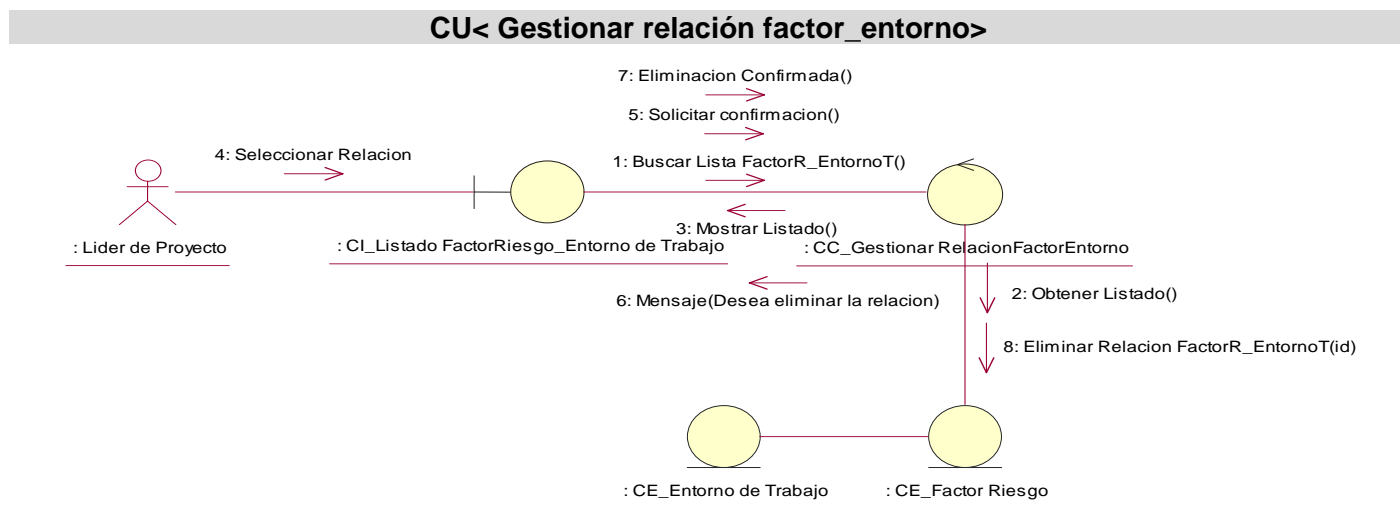 CU< Gestionar relación factor_entorno>
7: Eliminacion Confirmada()
5: Solicitar confirmacion()
4: Seleccionar Relacion
1: Buscar Lista FactorR_EntornoT()
3: Mostrar Listado()
: Lider de Proyecto
: CI_Listado FactorRiesgo_Entorno de Trabajo
: CC_Gestionar RelacionFactorEntorno
6: Mensaje(Desea eliminar la relacion)
2: Obtener Listado()
8: Eliminar Relacion FactorR_EntornoT(id)
: CE_Entorno de Trabajo
: CE_Factor Riesgo